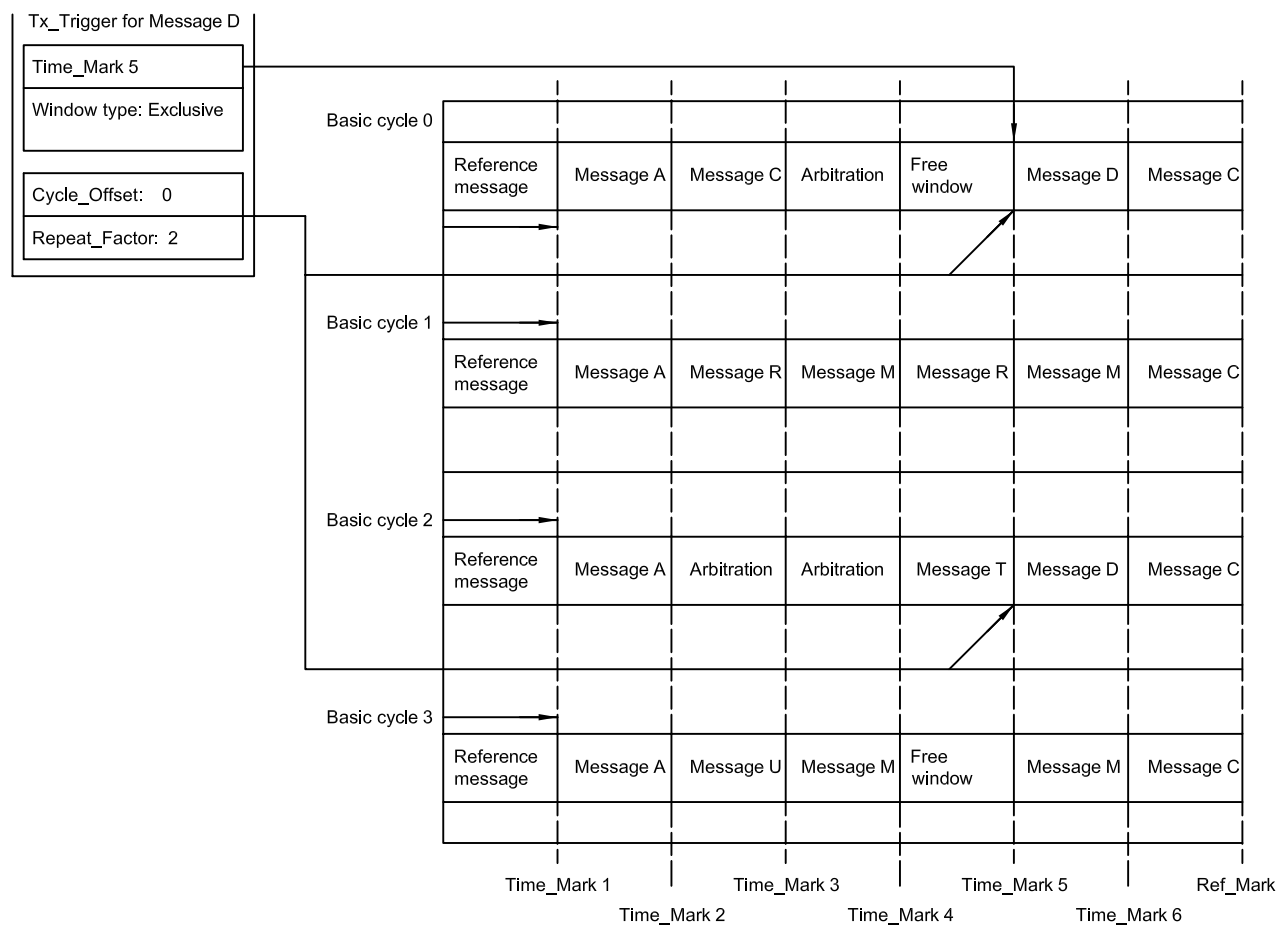 Tx_Trigger for Message D
Time_Mark 5
Window type: Exclusive
Cycle_Offset: 0
Repeat_Factor: 2
Basic cycle 0
Reference message
Message A
Message C
Arbitration
Free window
Message D
Message C
Basic cycle 1
Reference message
Message A
Message R
Message M
Message R
Message M
Message C
Basic cycle 2
Reference message
Message A
Arbitration
Arbitration
Message T
Message D
Message C
Basic cycle 3
Reference message
Message A
Message U
Message M
Free window
Message M
Message C
Time_Mark 1
Time_Mark 3
Time_Mark 5
Ref_Mark
Time_Mark 2
Time_Mark 4
Time_Mark 6